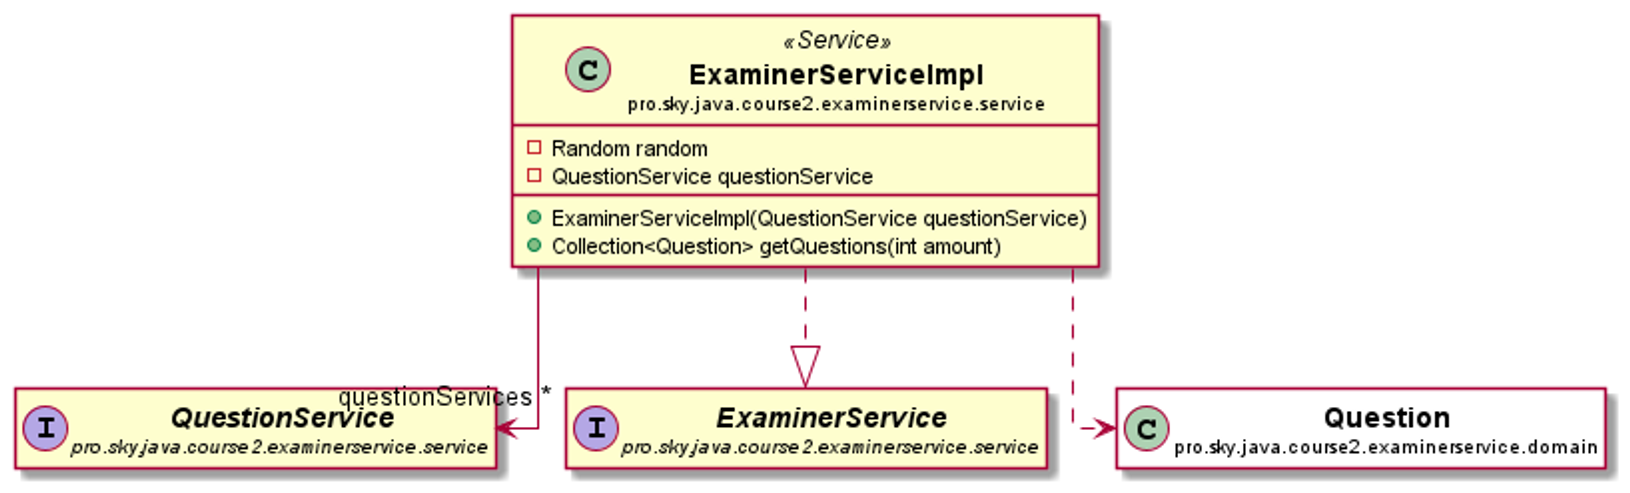 «Service»
C
ExaminerServiceImpl
pro.sky.java.course2.examinerservice.service
Random random
QuestionService questionService
ExaminerServiceImpl(QuestionService questionService)
Collection<Question> getQuestions(int amount)
questionServices *
I
QuestionService
pro.sky.java.course2.examinerservice.service
I
ExaminerService
pro.sky.java.course2.examinerservice.service
C
Question
pro.sky.java.course2.examinerservice.domain